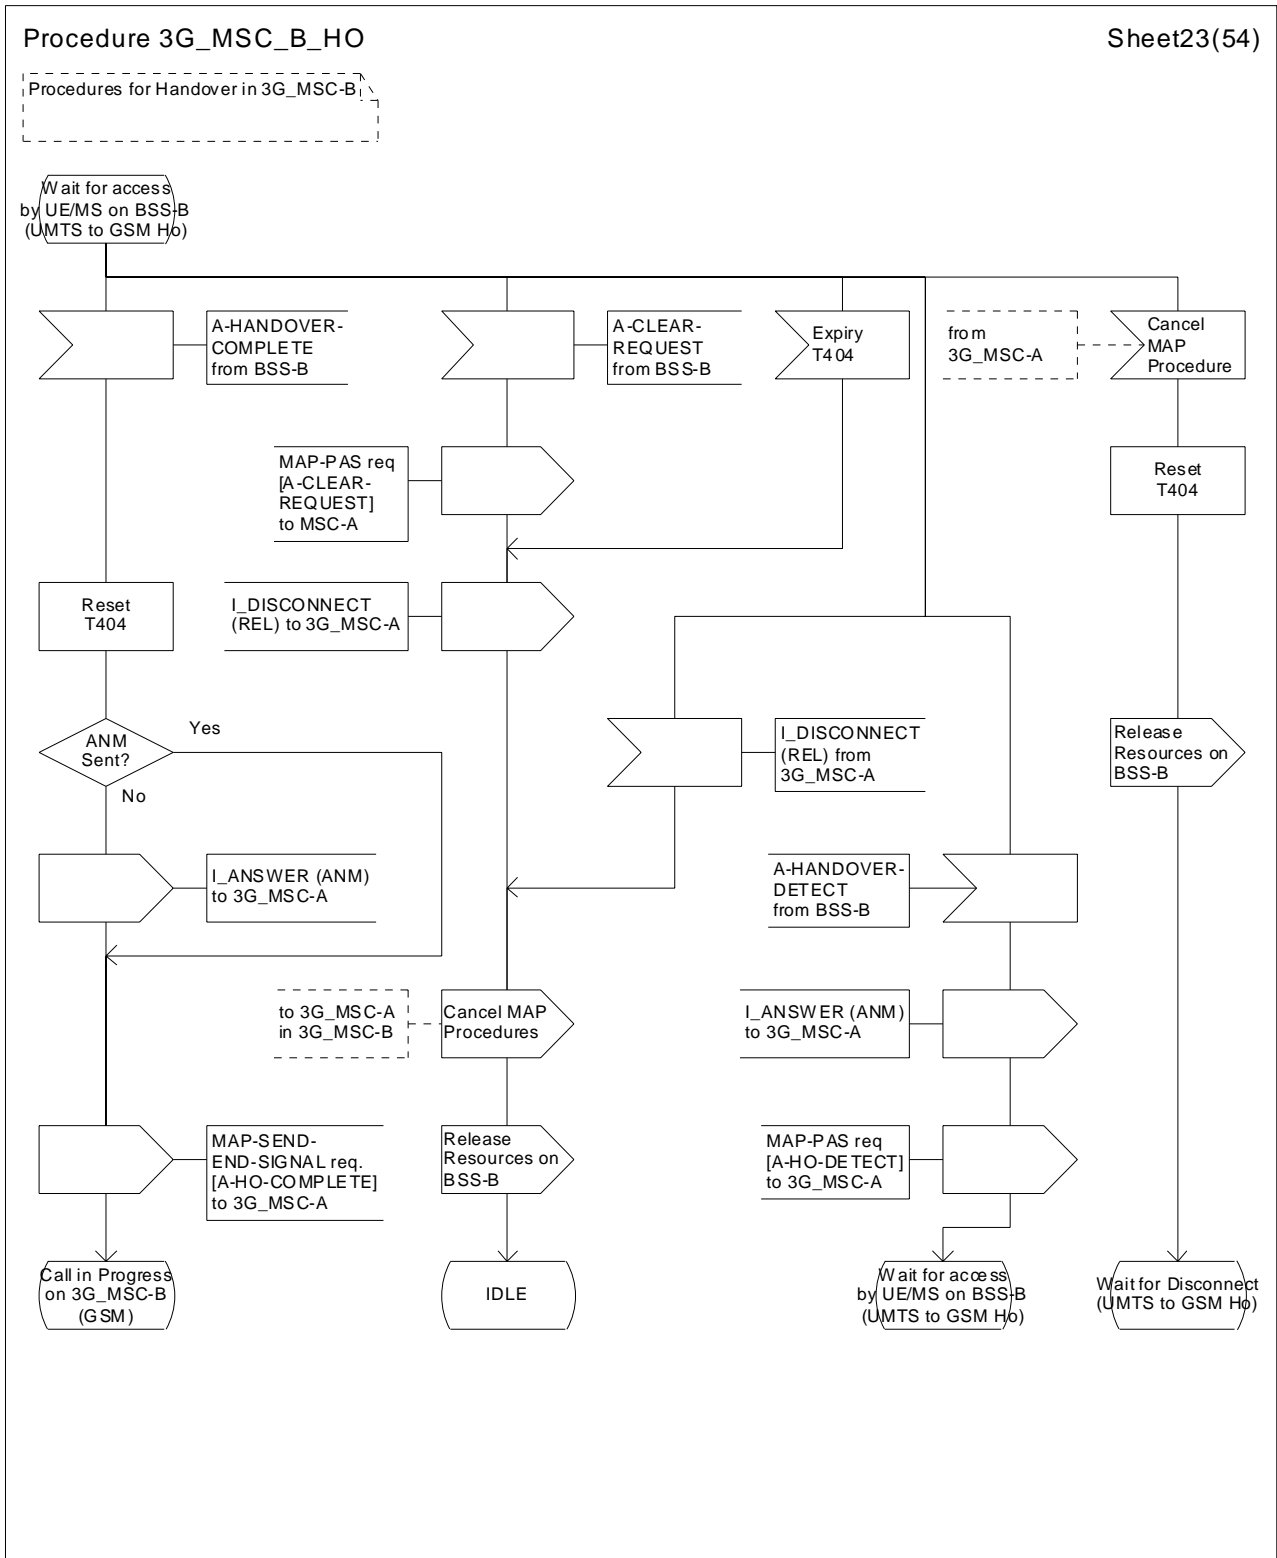 Procedure 3G_MSC_B_HO
Sheet23(54)
Procedures for Handover in 3G_MSC-B
Wait for access
by UE/MS on BSS-B
(UMTS to GSM Ho)
A-HANDOVER-
COMPLETE
from BSS-B
A-CLEAR-
REQUEST
from BSS-B
Expiry
T404
from
3G_MSC-A
Cancel
MAP
Procedure
MAP-PAS req
[A-CLEAR-
REQUEST]
to MSC-A
Reset
T404
Reset
T404
I_DISCONNECT
(REL) to 3G_MSC-A
ANM
Sent?
Yes
No
I_DISCONNECT
(REL) from
3G_MSC-A
Release
Resources on
BSS-B
I_ANSWER (ANM)
to 3G_MSC-A
A-HANDOVER-
DETECT
from BSS-B
to 3G_MSC-A
in 3G_MSC-B
Cancel MAP
Procedures
I_ANSWER (ANM)
to 3G_MSC-A
MAP-SEND-
END-SIGNAL req.
[A-HO-COMPLETE]
to 3G_MSC-A
Release
Resources on
BSS-B
MAP-PAS req
[A-HO-DETECT]
to 3G_MSC-A
Call in Progress
on 3G_MSC-B
(GSM)
IDLE
Wait for access
by UE/MS on BSS-B
(UMTS to GSM Ho)
Wait for Disconnect
(UMTS to GSM Ho)